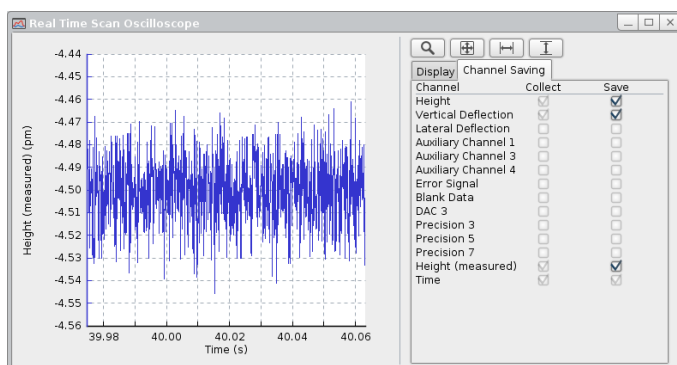 Real Time Scan Oscilloscope
-4.44
-4.45
-4.46
-4.47
-4.48
-4.49
-4.50
-4.51
-4.52
-4.53
-4.54
-4.55
-4.56
Height (measured) (pm)
39.98 40.00 40.02 40.04 40.06
Time (s)
Display Channel Saving
Channel Collect Save
Height
Vertical Deflection
Lateral Deflection
Auxiliary Channel 1
Auxiliary Channel 3
Auxiliary Channel 4
Error Signal
Blank Data
DAC 3
Precision 3
Precision 5
Precision 7
Height (measured)
Time